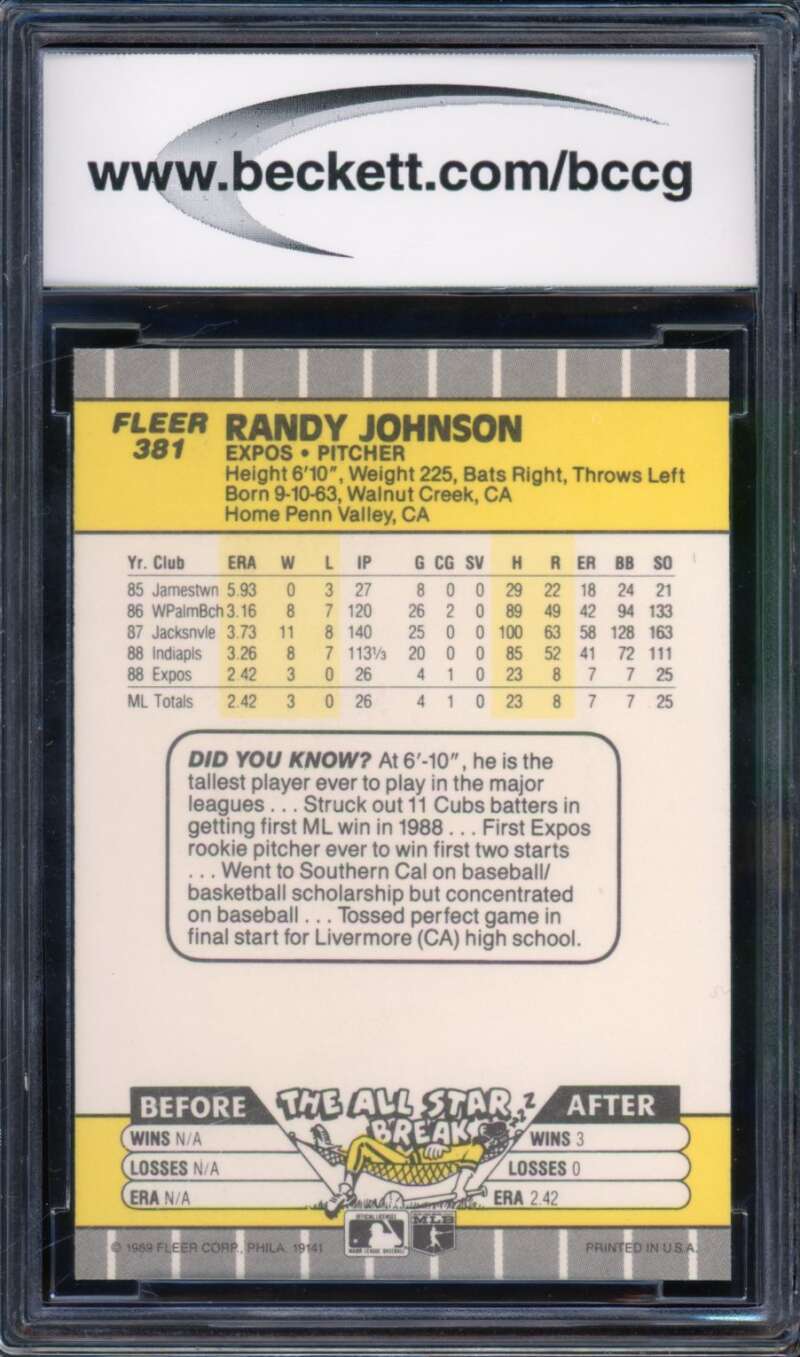 www.beckett.com/bccg
FLEER RANDY JOHNSON
381 EXPOS • PITCHER
Height 6'10", Weight 225, Bats Right, Throws Left
Born 9-10-63, Walnut Creek, CA
Home Penn Valley, CA
Yr. Club ERA W L IP G CG SV H R ER BB SO
85 Jamestwn 5.93 0 3 27 8 0 0 29 22 18 24 21
86 WPalmBch 3.16 8 7 120 26 2 0 89 49 42 94 133
87 Jacksnvle 3.73 11 8 140 25 0 0 100 63 58 128 163
88 Indiapls 3.26 8 7 113⅓ 20 0 0 85 52 41 72 111
88 Expos 2.42 3 0 26 4 1 0 23 8 7 7 25
ML Totals 2.42 3 0 26 4 1 0 23 8 7 7 25
DID YOU KNOW? At 6'-10", he is the
tallest player ever to play in the major
leagues . . . Struck out 11 Cubs batters in
getting first ML win in 1988 . . . First Expos
rookie pitcher ever to win first two starts
. . . Went to Southern Cal on baseball/
basketball scholarship but concentrated
on baseball . . . Tossed perfect game in
final start for Livermore (CA) high school.
BEFORE THE ALL STAR BREAK zzZ AFTER
WINS N/A WINS 3
LOSSES N/A LOSSES 0
ERA N/A ERA 2.42
OFFICIAL LICENSEE
MAJOR LEAGUE BASEBALL
MLB
© 1989 FLEER CORP., PHILA. 19141 PRINTED IN U.S.A.